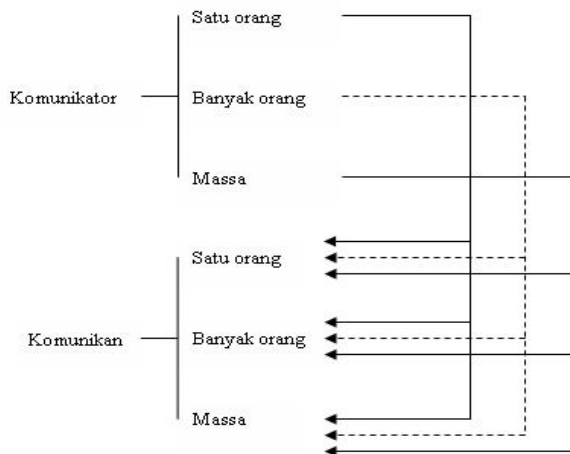 Satu orang
Komunikator
Banyak orang
Massa
Satu orang
Komunikan
Banyak orang
Massa